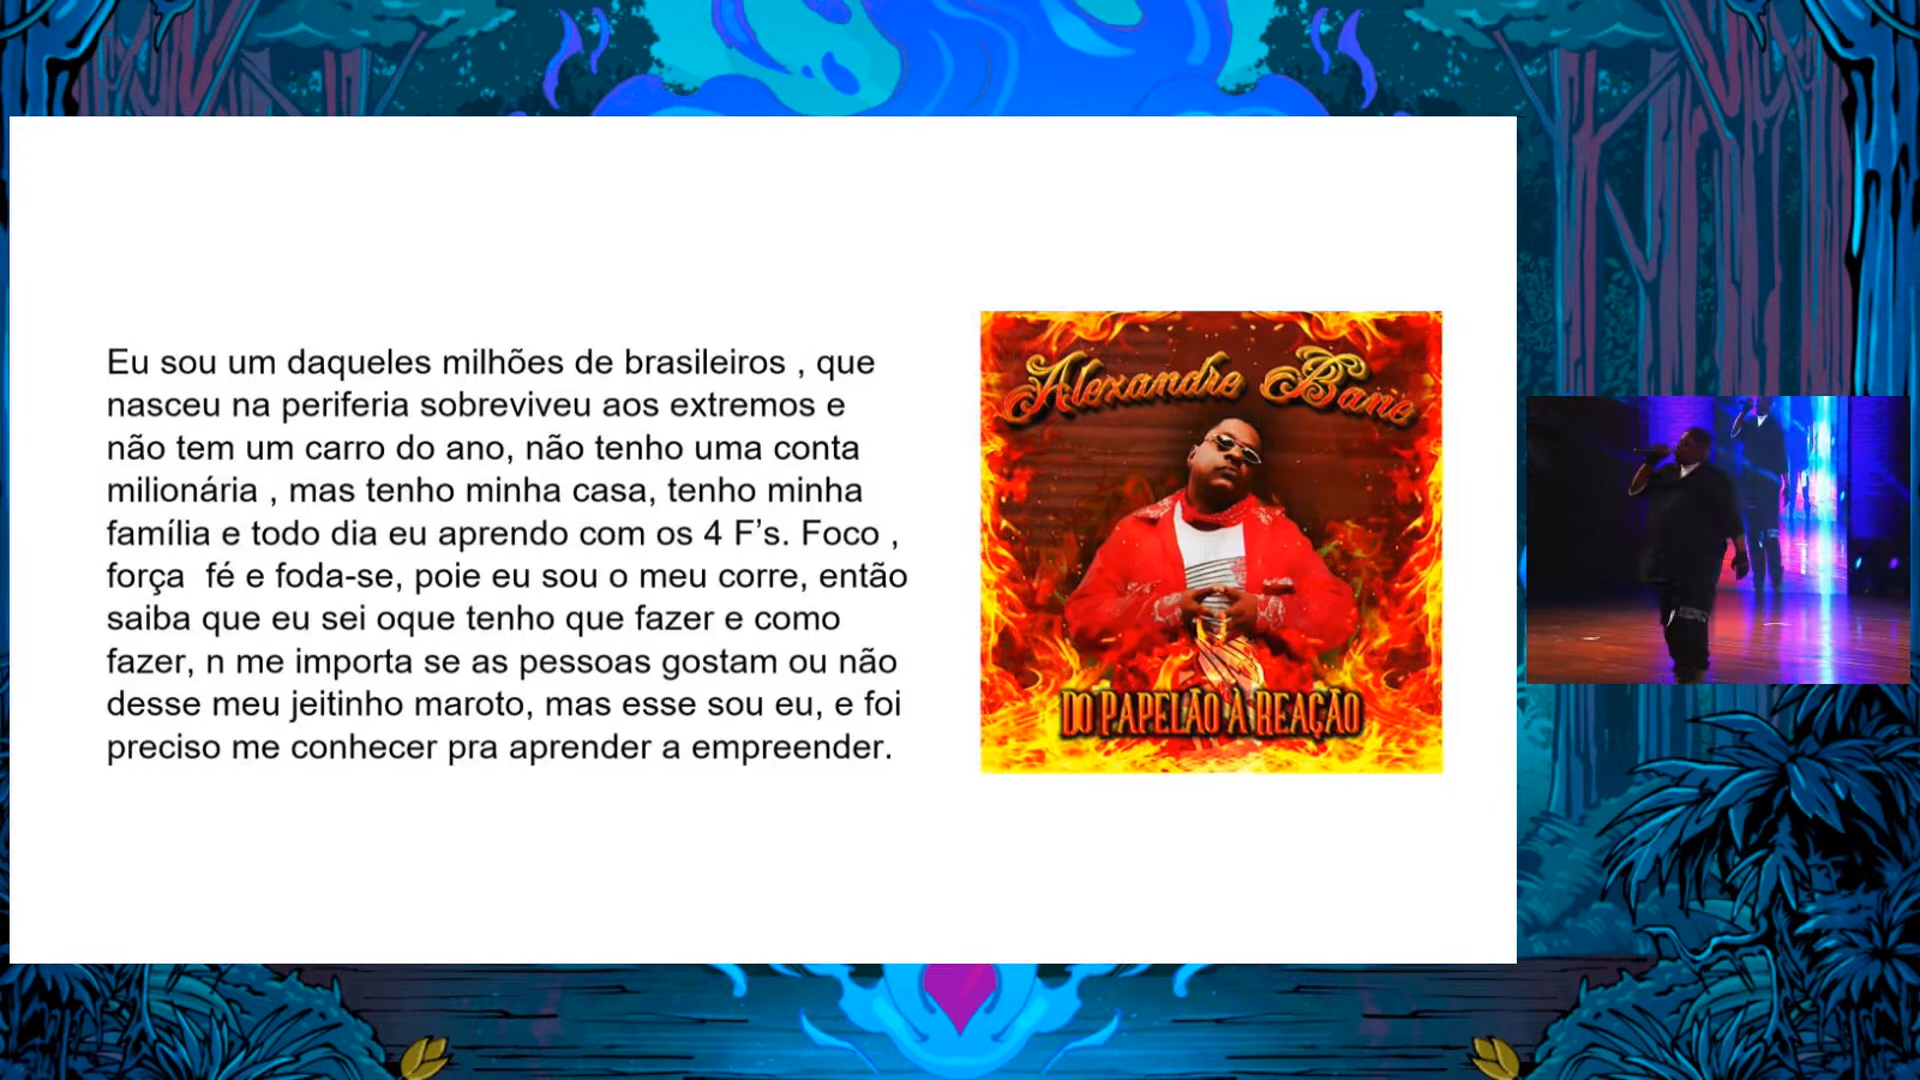 Eu sou um daqueles milhões de brasileiros , que
nasceu na periferia sobreviveu aos extremos e
não tem um carro do ano, não tenho uma conta
milionária , mas tenho minha casa, tenho minha
família e todo dia eu aprendo com os 4 F’s. Foco ,
força  fé e foda-se, poie eu sou o meu corre, então
saiba que eu sei oque tenho que fazer e como
fazer, n me importa se as pessoas gostam ou não
desse meu jeitinho maroto, mas esse sou eu, e foi
preciso me conhecer pra aprender a empreender.
Alexandre Bane
DO PAPELÃO À REAÇÃO